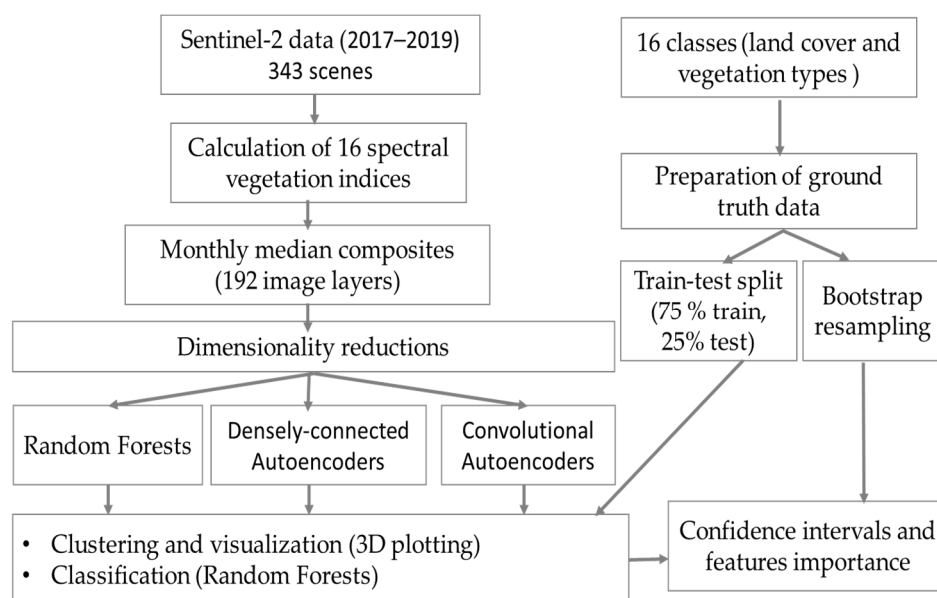 Sentinel-2 data (2017–2019)
343 scenes
16 classes (land cover and
vegetation types )
Calculation of 16 spectral
vegetation indices
Preparation of ground
truth data
Monthly median composites
(192 image layers)
Train-test split
(75 % train,
25% test)
Bootstrap
resampling
Dimensionality reductions
Random Forests
Densely-connected
Autoencoders
Convolutional
Autoencoders
• Clustering and visualization (3D plotting)
• Classification (Random Forests)
Confidence intervals and
features importance